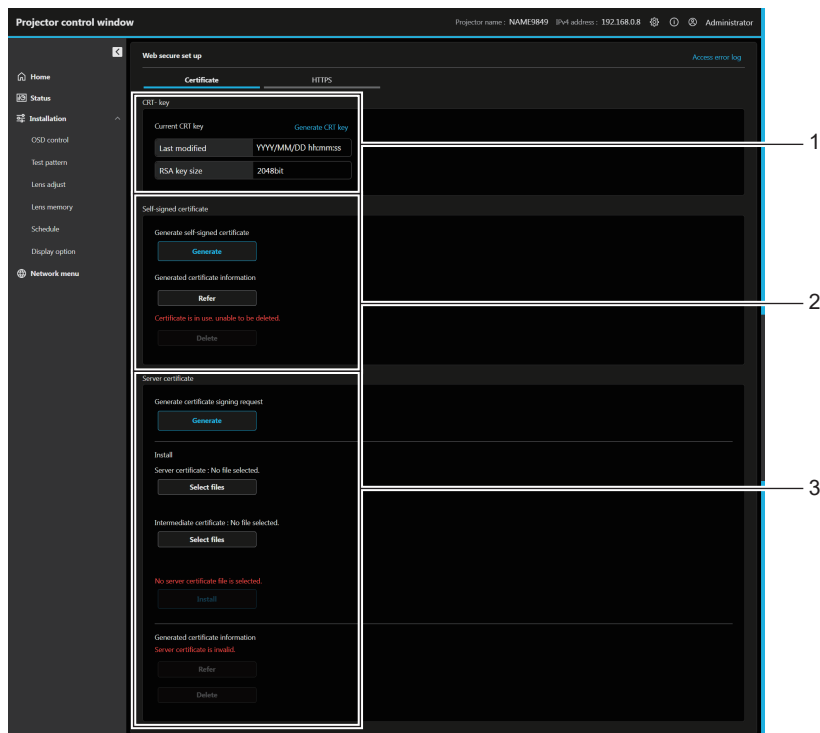 Projector control window
Projector name : NAME9849 IPv4 address : 192.168.0.8 Administrator
Home
Status
Installation
OSD control
Test pattern
Lens adjust
Lens memory
Schedule
Display option
Network menu
Web secure set up
Access error log
Certificate
HTTPS
CRT- key
Current CRT key
Generate CRT key
Last modified YYYY/MM/DD hh:mm:ss
RSA key size 2048bit
1
Self-signed certificate
Generate self-signed certificate
Generate
Generated certificate information
Refer
Certificate is in use, unable to be deleted.
Delete
2
Server certificate
Generate certificate signing request
Generate
Install
Server certificate : No file selected.
Select files
Intermediate certificate : No file selected.
Select files
No server certificate file is selected.
Install
Generated certificate information
Server certificate is invalid.
Refer
Delete
3